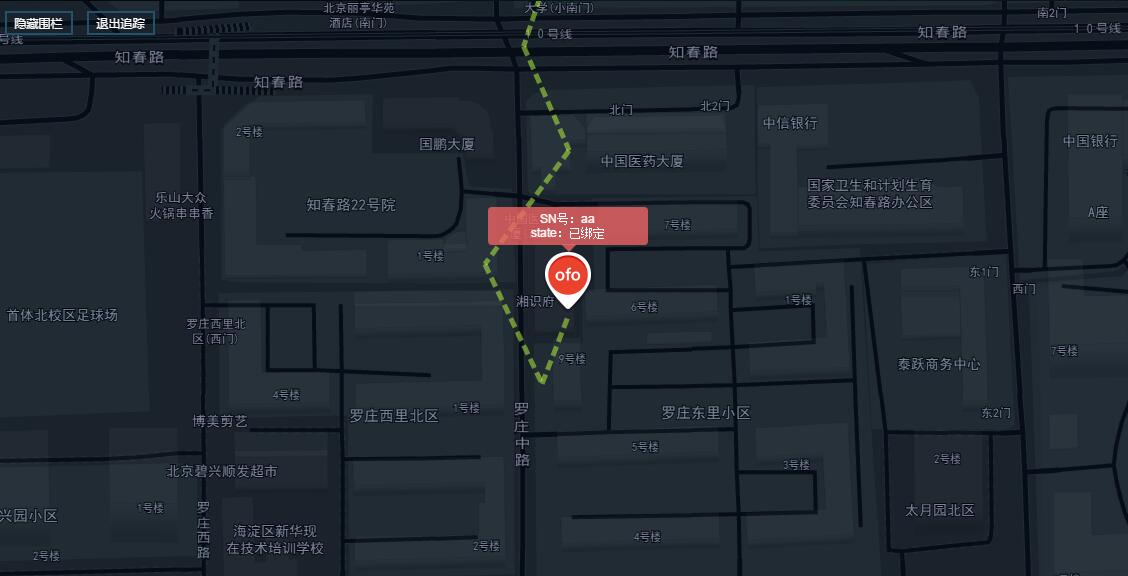 隐藏围栏
退出追踪
北京丽亭华苑
酒店(南门)
大学(小南门)
南2门
号线
10号线
10号线
知春路
知春路
知春路
知春路
2号楼
国鹏大厦
北门
北2门
中信银行
中国银行
中国医药大厦
乐山大众
火锅串串香
知春路22号院
国家卫生和计划生育
委员会知春路办公区
A座
SN号：aa
state：已绑定
7号楼
1号楼
ofo
东1门
西门
湘识府
6号楼
1号楼
首体北校区足球场
罗庄西里北
区(西门)
9号楼
7号楼
泰跃商务中心
4号楼
1号楼
罗庄西里北区
罗庄中路
罗庄东里小区
东2门
博美剪艺
5号楼
3号楼
2号楼
北京碧兴顺发超市
1号楼
罗庄西路
兴园小区
太月园北区
海淀区新华现
在技术培训学校
4号楼
2号楼
2号楼